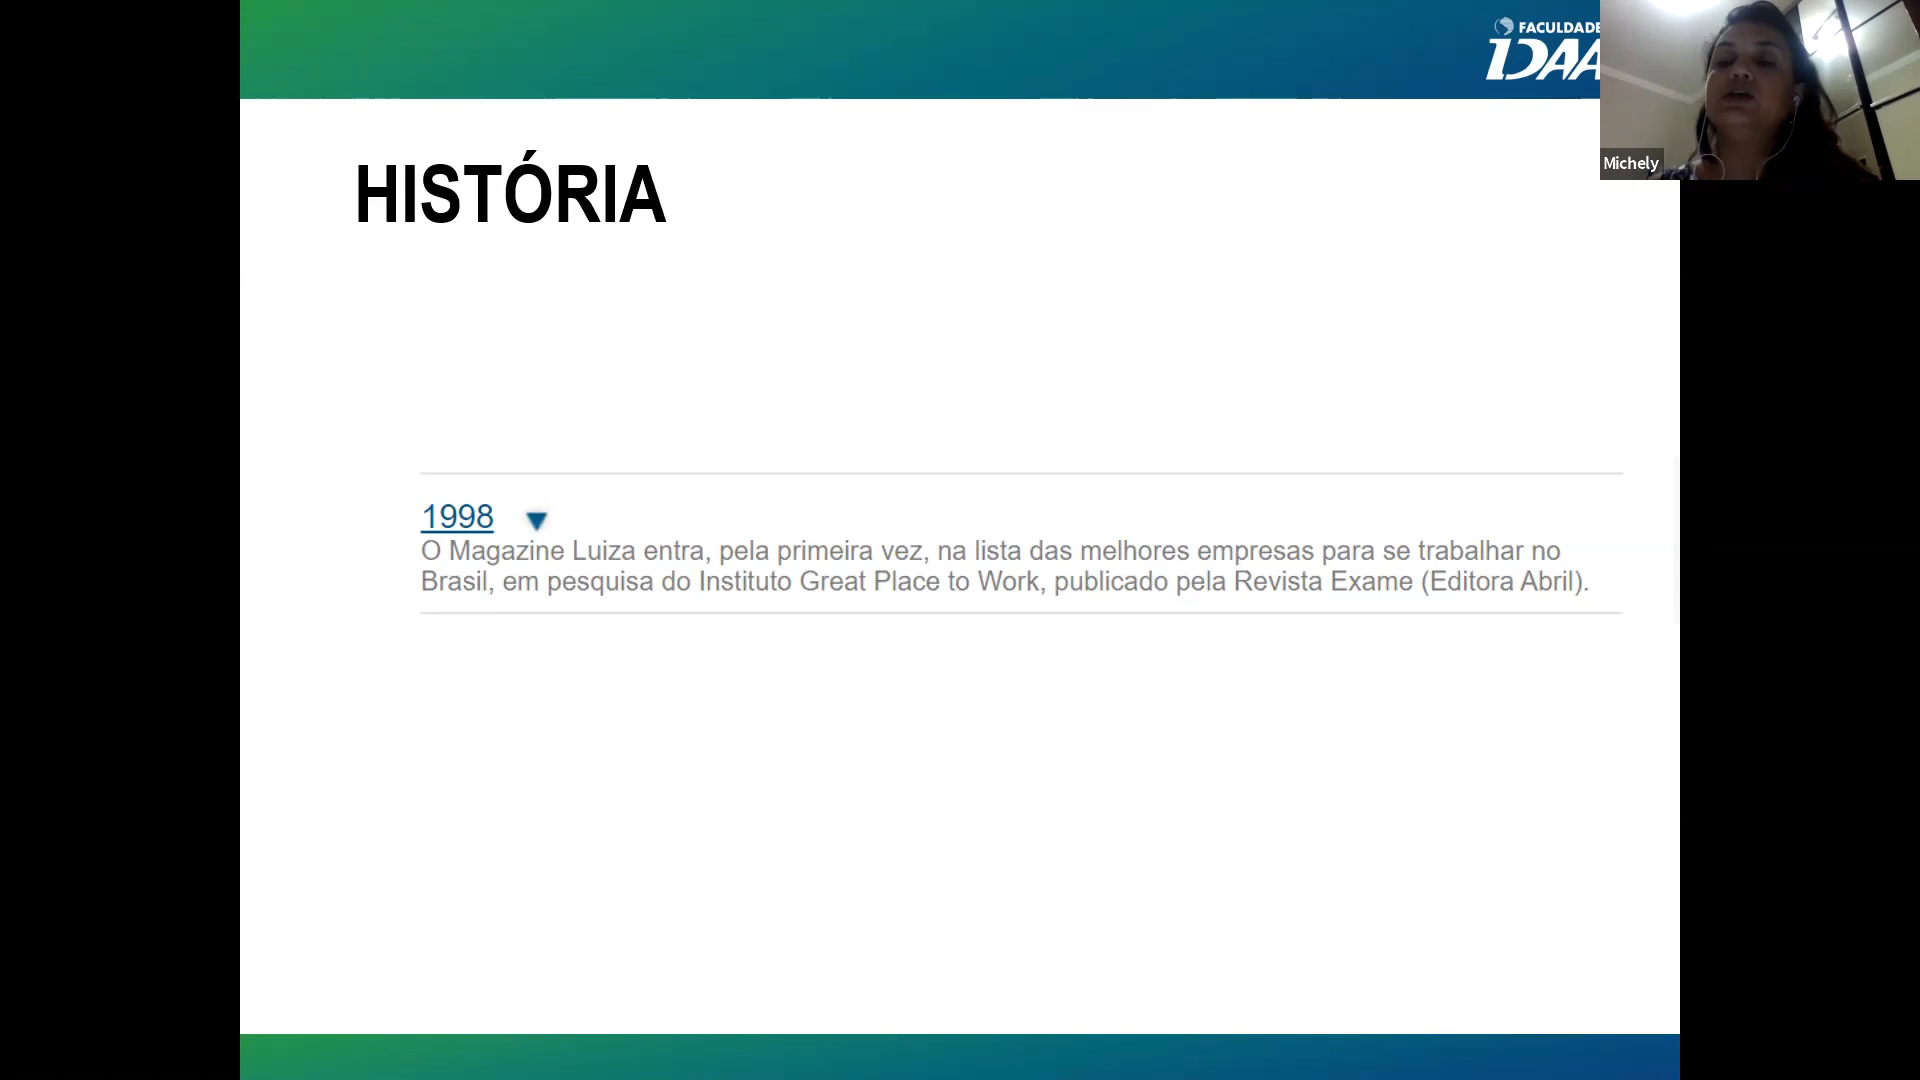 FACULDADE
IDAA
Michely
HISTÓRIA
1998
O Magazine Luiza entra, pela primeira vez, na lista das melhores empresas para se trabalhar no
Brasil, em pesquisa do Instituto Great Place to Work, publicado pela Revista Exame (Editora Abril).